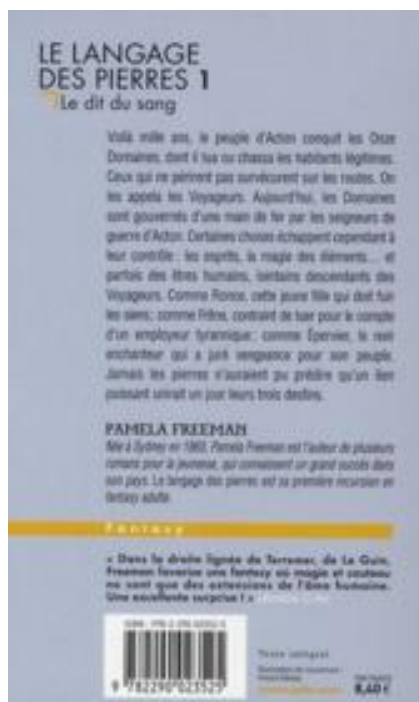 LE LANGAGE
DES PIERRES 1
Le dit du sang
Voilà mille ans, le peuple d'Acton conquit les Onze
Domaines, dont il tua ou chassa les habitants légitimes.
Ceux qui ne périrent pas survécurent sur les routes. On
les appela les Voyageurs. Aujourd'hui, les Domaines
sont gouvernés d'une main de fer par les seigneurs de
guerre d'Acton. Certaines choses échappent cependant à
leur contrôle : les esprits, la magie des éléments... et
parfois des êtres humains, lointains descendants des
Voyageurs. Comme Ronce, cette jeune fille qui doit fuir
les siens ; comme Frêne, contraint de tuer pour le compte
d'un employeur tyrannique ; comme Épervier, le
enchanteur qui a juré vengeance pour son peuple.
Jamais les pierres n'auraient pu prédire qu'un lien
puissant unirait un jour leurs trois destins.
PAMELA FREEMAN
Née à Sydney en 1960, Pamela Freeman est l'auteur de plusieurs
romans pour la jeunesse, qui connaissent un grand succès dans
son pays. Le langage des pierres est sa première incursion en
fantasy adulte.
Fantasy
« Dans la droite lignée de Terremer, de Le Guin,
Freeman favorise une fantasy où magie et couteau
ne sont que des extensions de l'âme humaine.
Une excellente surprise ! »
Texte intégral
8,40 €
9 782290 023525